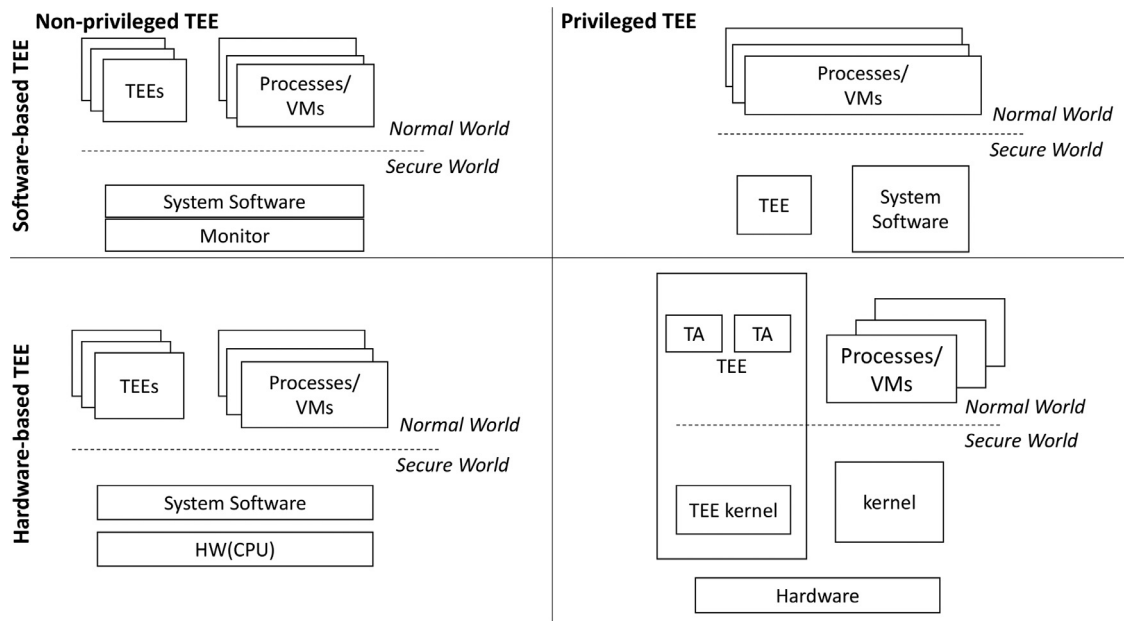 Non-privileged TEE
Privileged TEE
Software-based TEE
TEEs
Processes/
VMs
Normal World
Secure World
System Software
Monitor
Processes/
VMs
Normal World
Secure World
TEE
System
Software
Hardware-based TEE
TEEs
Processes/
VMs
Normal World
Secure World
System Software
HW(CPU)
TA
TA
TEE
Processes/
VMs
Normal World
Secure World
TEE kernel
kernel
Hardware